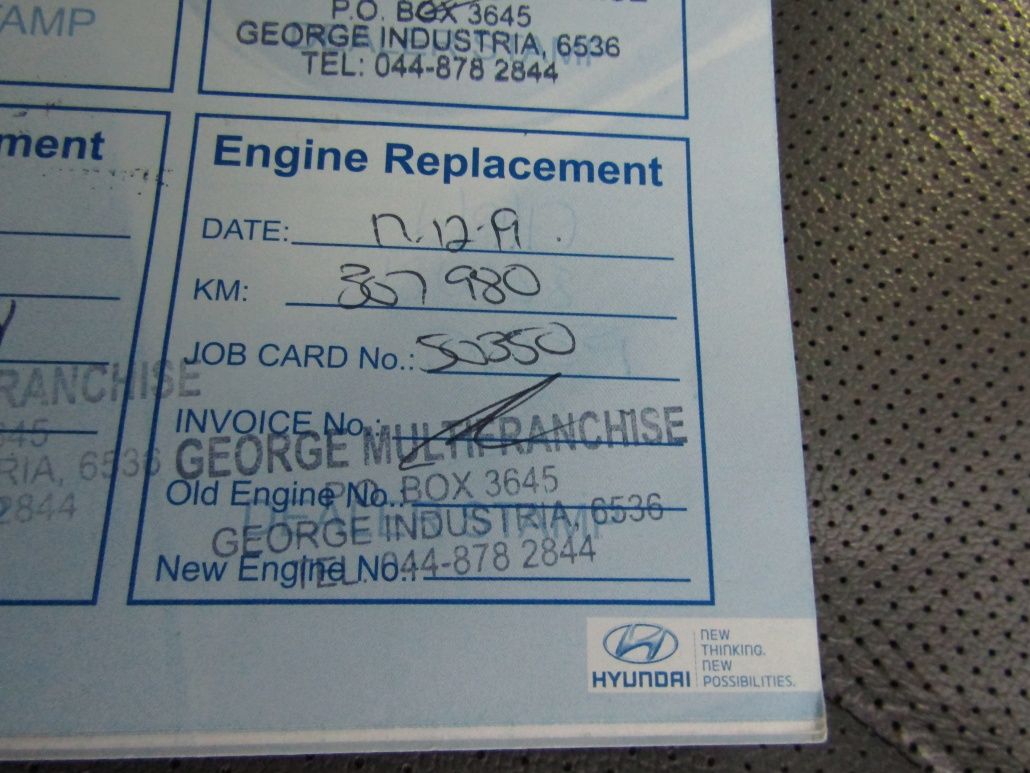 TAMP
P.O. BOX 3645
GEORGE INDUSTRIA, 6536
TEL: 044-878 2844
ment
Engine Replacement
DATE: 17.12.19
KM: 307 980
JOB CARD No.: 50350
RANCHISE
INVOICE No.:
GEORGE MULTIFRANCHISE
RIA, 6536
Old Engine No.:
P.O. BOX 3645
2844
GEORGE INDUSTRIA, 6536
New Engine No.:
TEL: 044-878 2844
HYUNDAI
NEW
THINKING.
NEW
POSSIBILITIES.